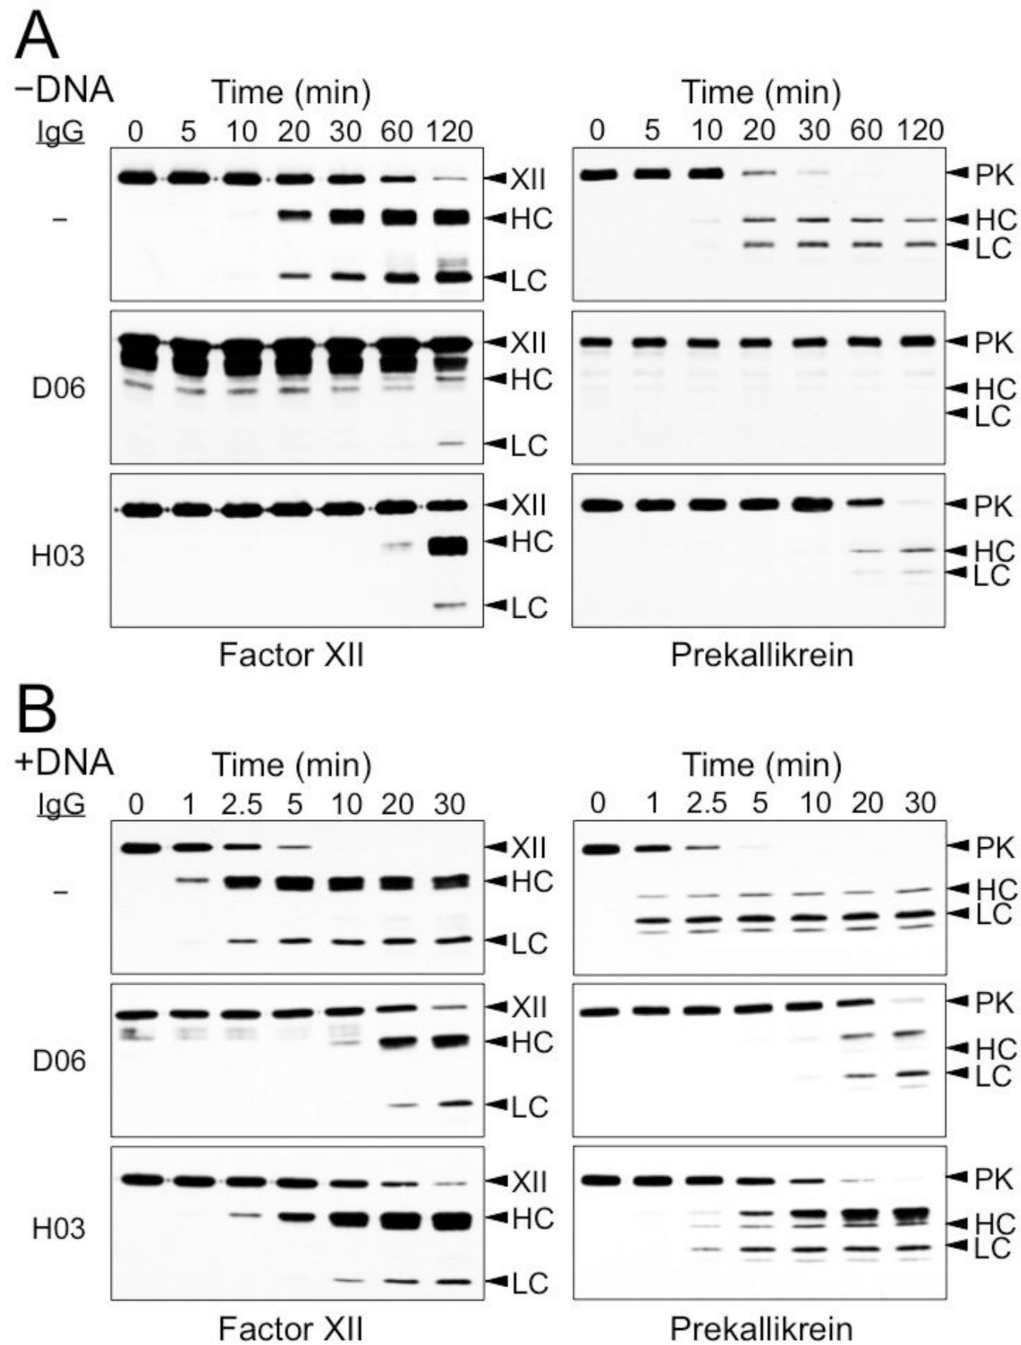 A
−DNA
Time (min)
Time (min)
IgG
0 5 10 20 30 60 120
0 5 10 20 30 60 120
−
XII
HC
LC
PK
HC
LC
D06
XII
HC
LC
PK
HC
LC
H03
XII
HC
LC
PK
HC
LC
Factor XII
Prekallikrein
B
+DNA
Time (min)
Time (min)
IgG
0 1 2.5 5 10 20 30
0 1 2.5 5 10 20 30
−
XII
HC
LC
PK
HC
LC
D06
XII
HC
LC
PK
HC
LC
H03
XII
HC
LC
PK
HC
LC
Factor XII
Prekallikrein